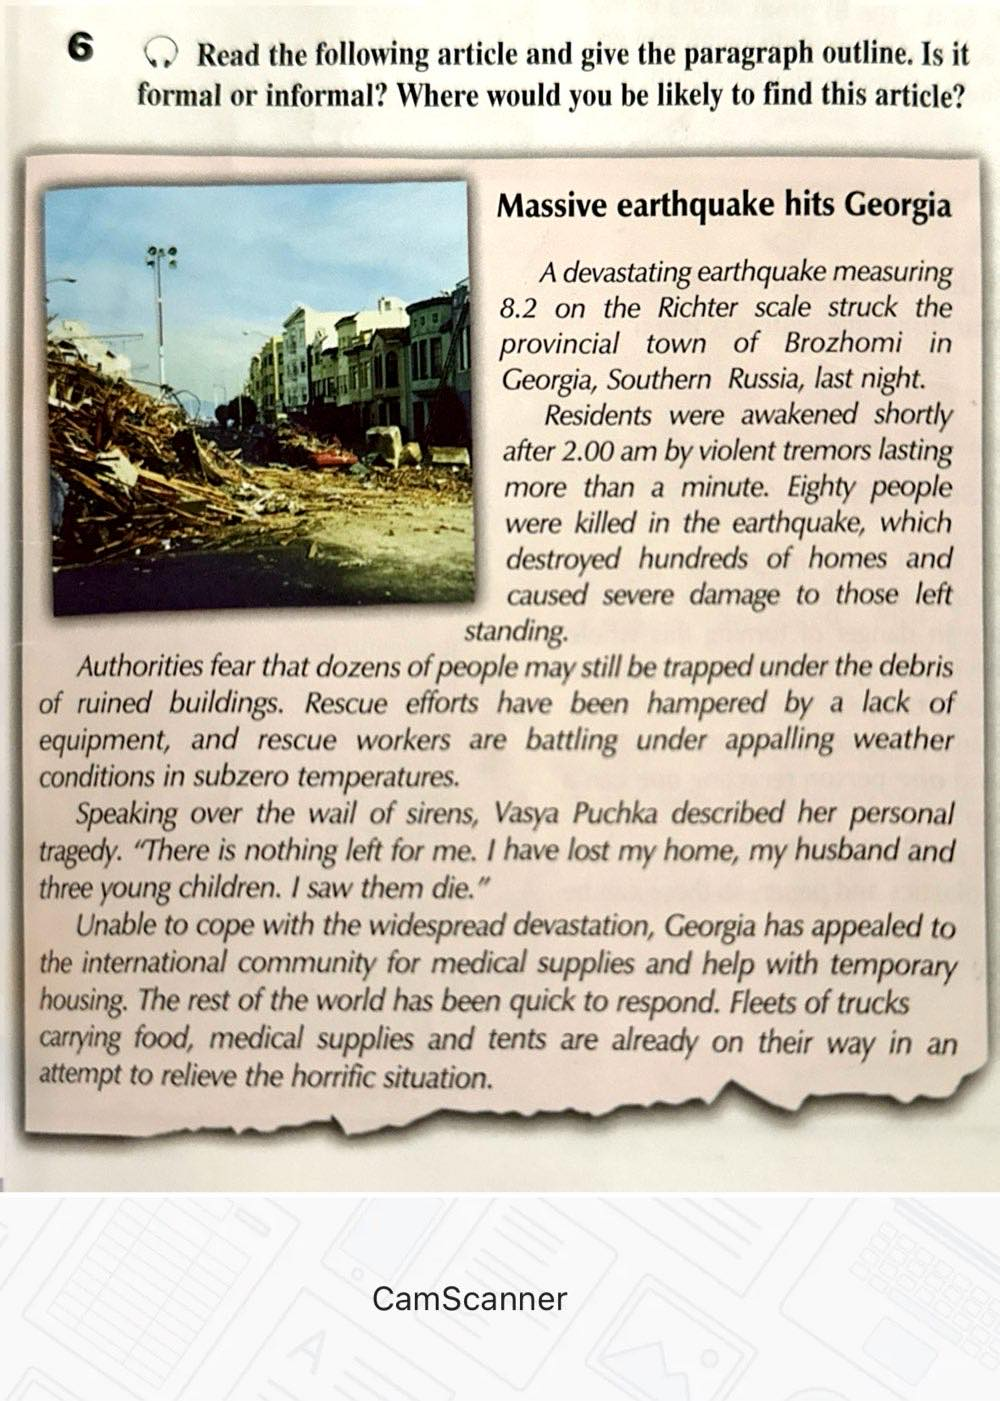 6 Read the following article and give the paragraph outline. Is it
formal or informal? Where would you be likely to find this article?
Massive earthquake hits Georgia
A devastating earthquake measuring
8.2 on the Richter scale struck the
provincial town of Brozhomi in
Georgia, Southern Russia, last night.
Residents were awakened shortly
after 2.00 am by violent tremors lasting
more than a minute. Eighty people
were killed in the earthquake, which
destroyed hundreds of homes and
caused severe damage to those left
standing.
Authorities fear that dozens of people may still be trapped under the debris
of ruined buildings. Rescue efforts have been hampered by a lack of
equipment, and rescue workers are battling under appalling weather
conditions in subzero temperatures.
Speaking over the wail of sirens, Vasya Puchka described her personal
tragedy. “There is nothing left for me. I have lost my home, my husband and
three young children. I saw them die.”
Unable to cope with the widespread devastation, Georgia has appealed to
the international community for medical supplies and help with temporary
housing. The rest of the world has been quick to respond. Fleets of trucks
carrying food, medical supplies and tents are already on their way in an
attempt to relieve the horrific situation.
CamScanner